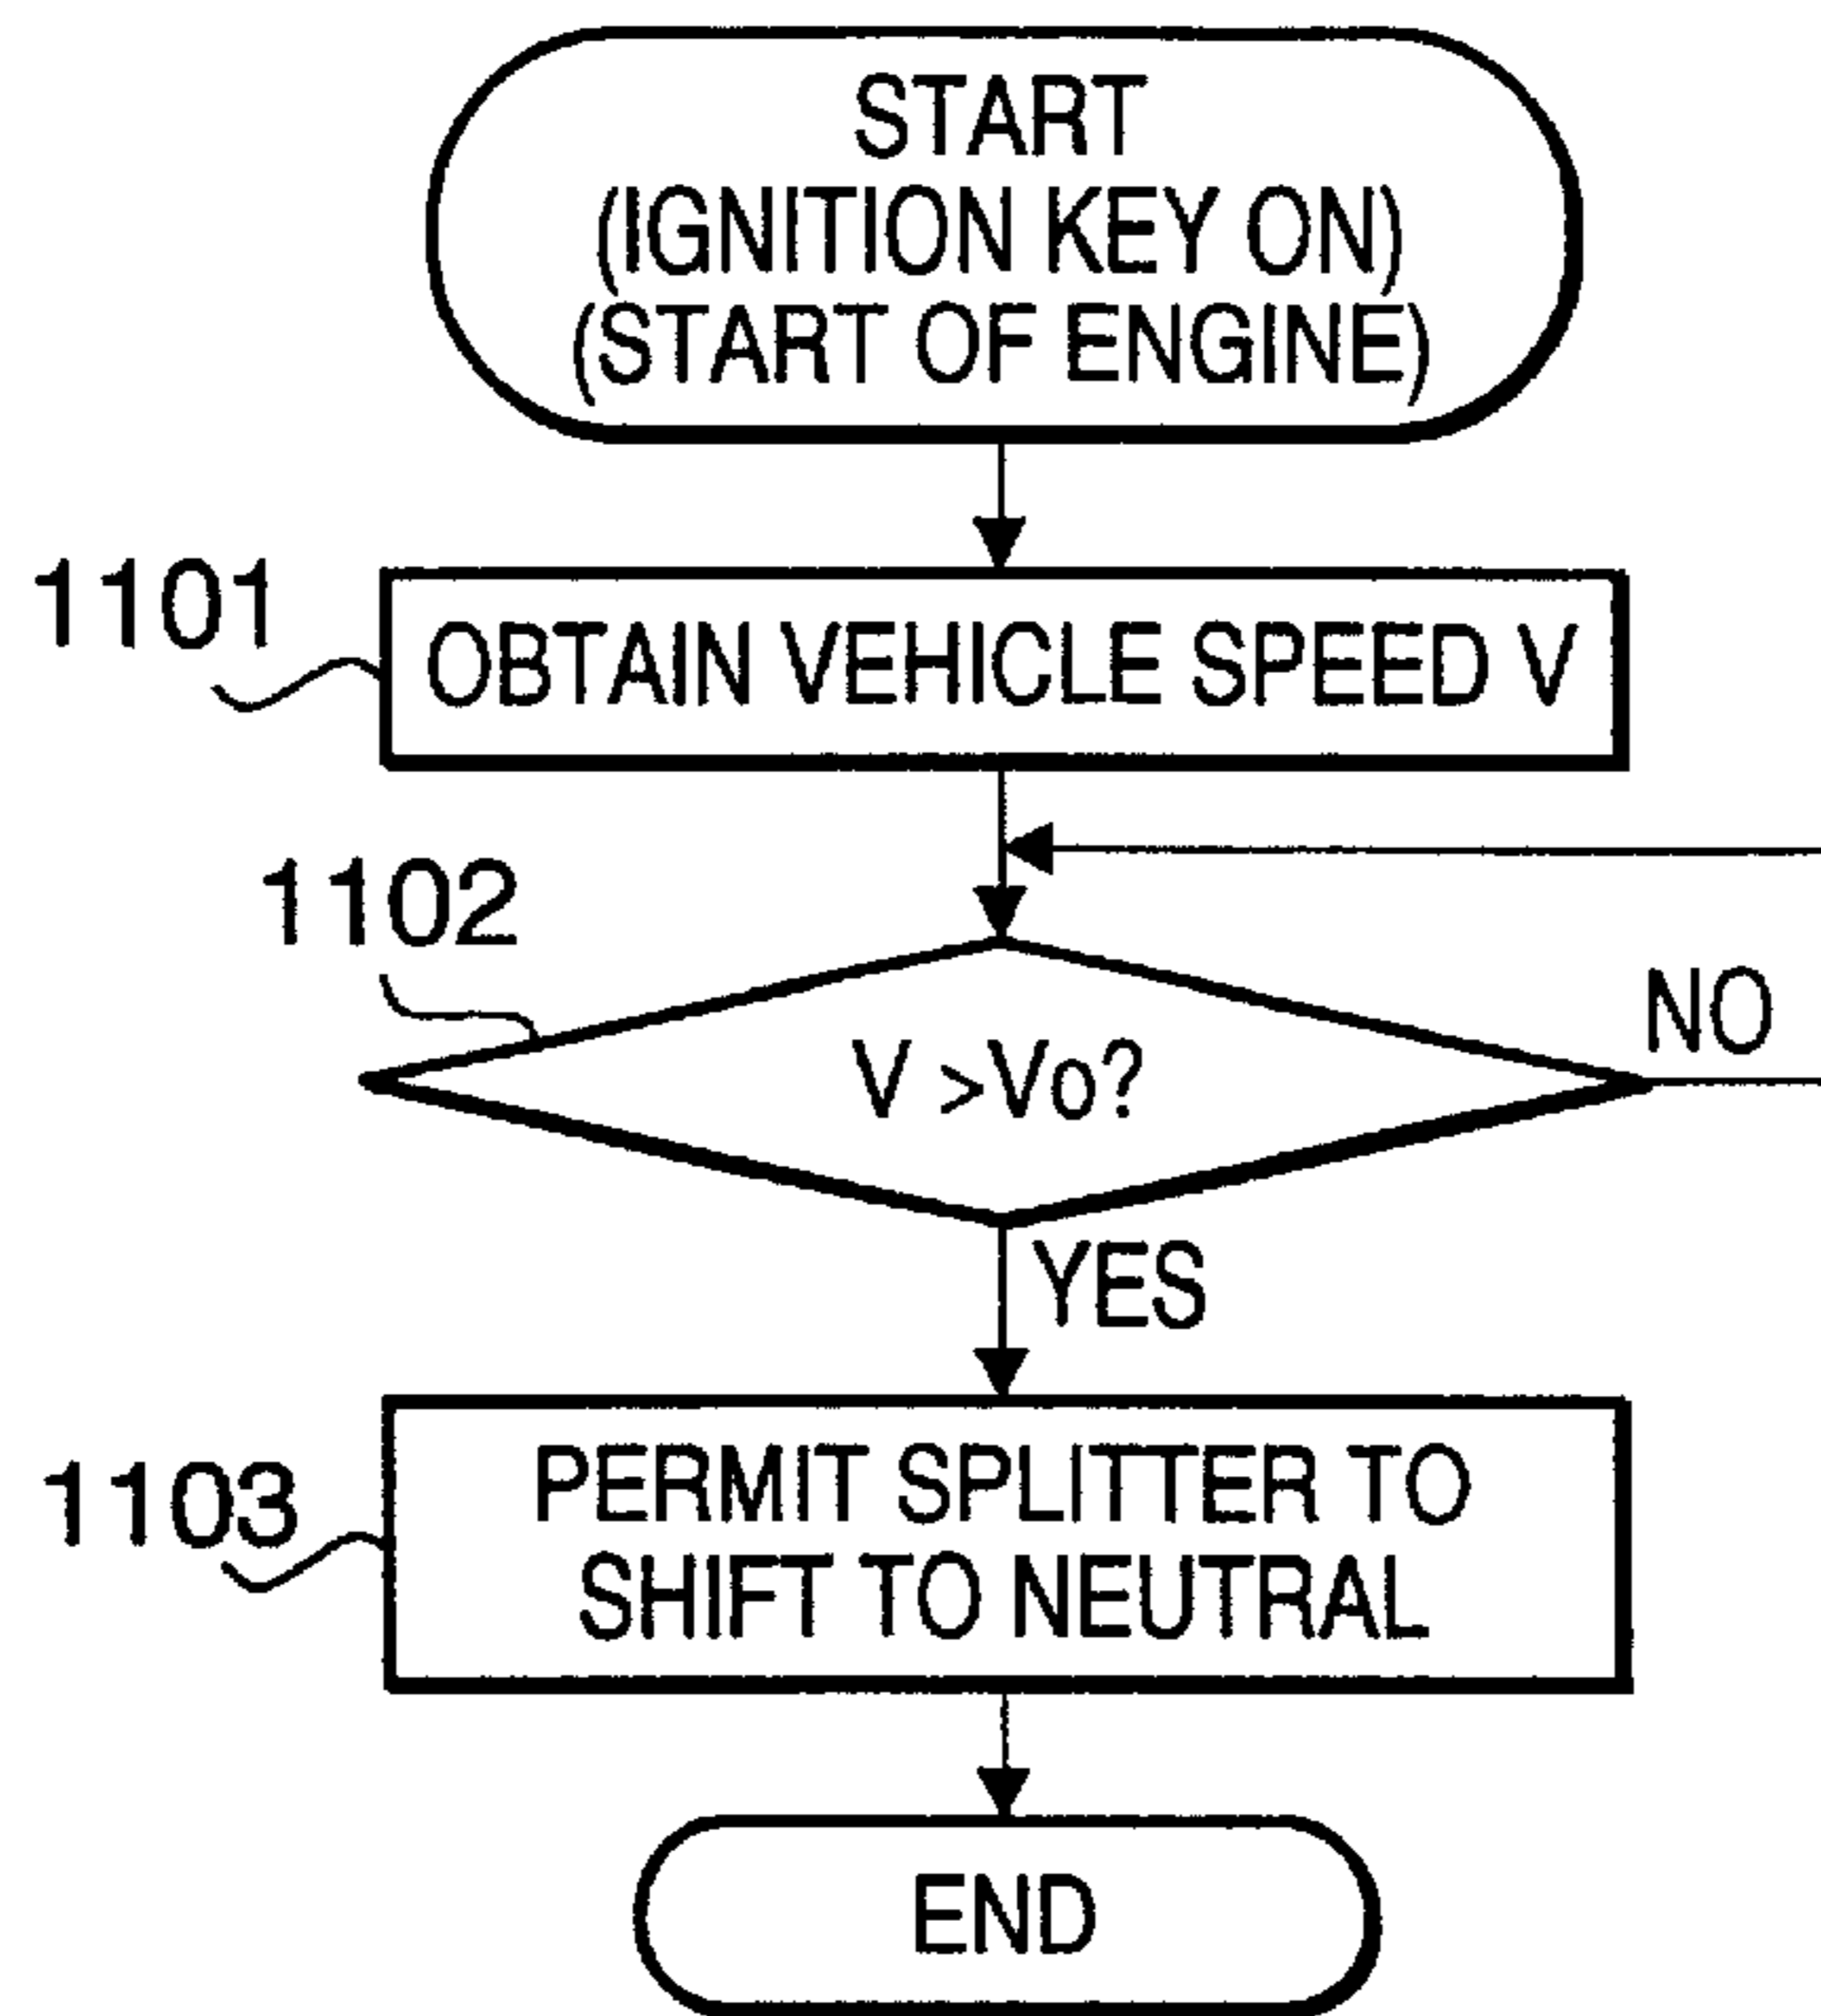 START
(IGNITION KEY ON)
(START OF ENGINE)
1101
OBTAIN VEHICLE SPEED V
1102
V >Vo?
NO
YES
1103
PERMIT SPLITTER TO
SHIFT TO NEUTRAL
END